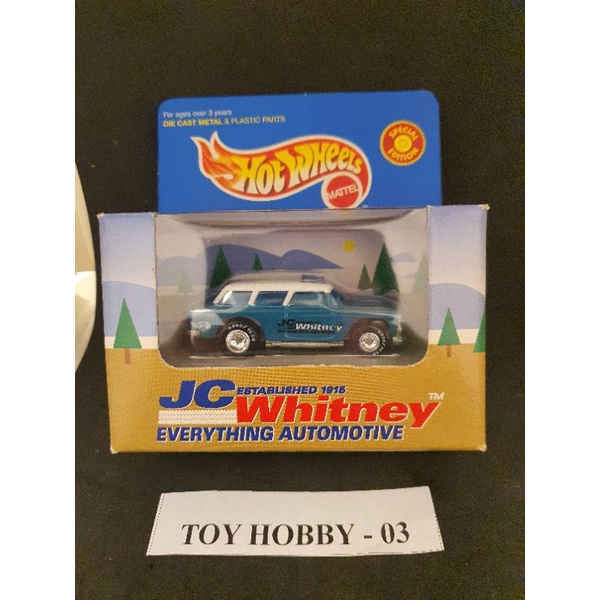 For ages over 3 years
DIE CAST METAL & PLASTIC PARTS
HOT WHEELS
MATTEL
SPECIAL EDITION
JC
Whitney
JC ESTABLISHED 1915
Whitney™
EVERYTHING AUTOMOTIVE
TOY HOBBY - 03